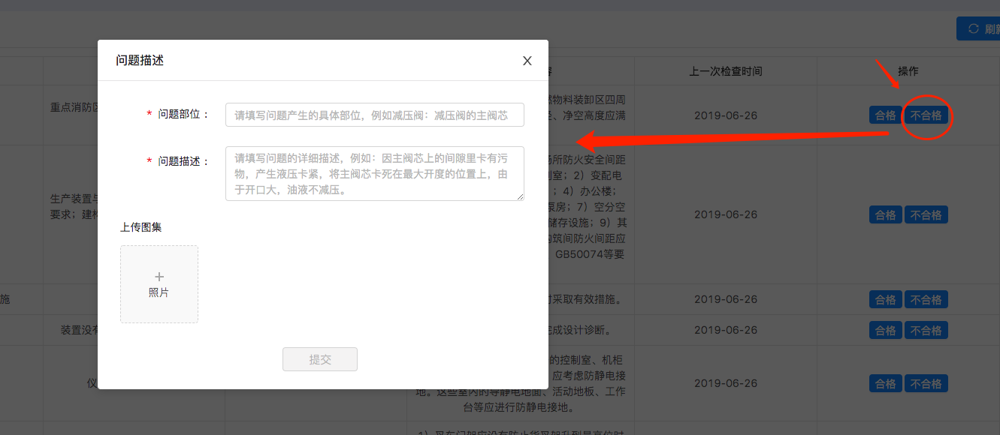 刷新
问题描述
X
上一次检查时间
操作
重点消防区
* 问题部位：
请填写问题产生的具体部位，例如减压阀：减压阀的主阀芯
物料装卸区四周
、净空高度应满
2019-06-26
合格 不合格
* 问题描述：
请填写问题的详细描述，例如：因主阀芯上的间隙里卡有污
物，产生液压卡紧，将主阀芯卡死在最大开度的位置上，由
于开口大，油液不减压。
场所防火安全间距
制室；2）变配电
；4）办公楼；
泵房；7）空分空
储存设施；9）其
构筑间防火间距应
GB50074等要
生产装置与
要求；建构
2019-06-26
合格 不合格
上传图集
+
照片
施
时采取有效措施。
2019-06-26
合格 不合格
装置没有
完成设计诊断。
2019-06-26
合格 不合格
提交
仪
的控制室、机柜
应考虑防静电接
地。这些室内的导静电地面、活动地板、工作
台等应进行防静电接地。
2019-06-26
合格 不合格
1）叉车门架应设有防止货叉架升到最高位时